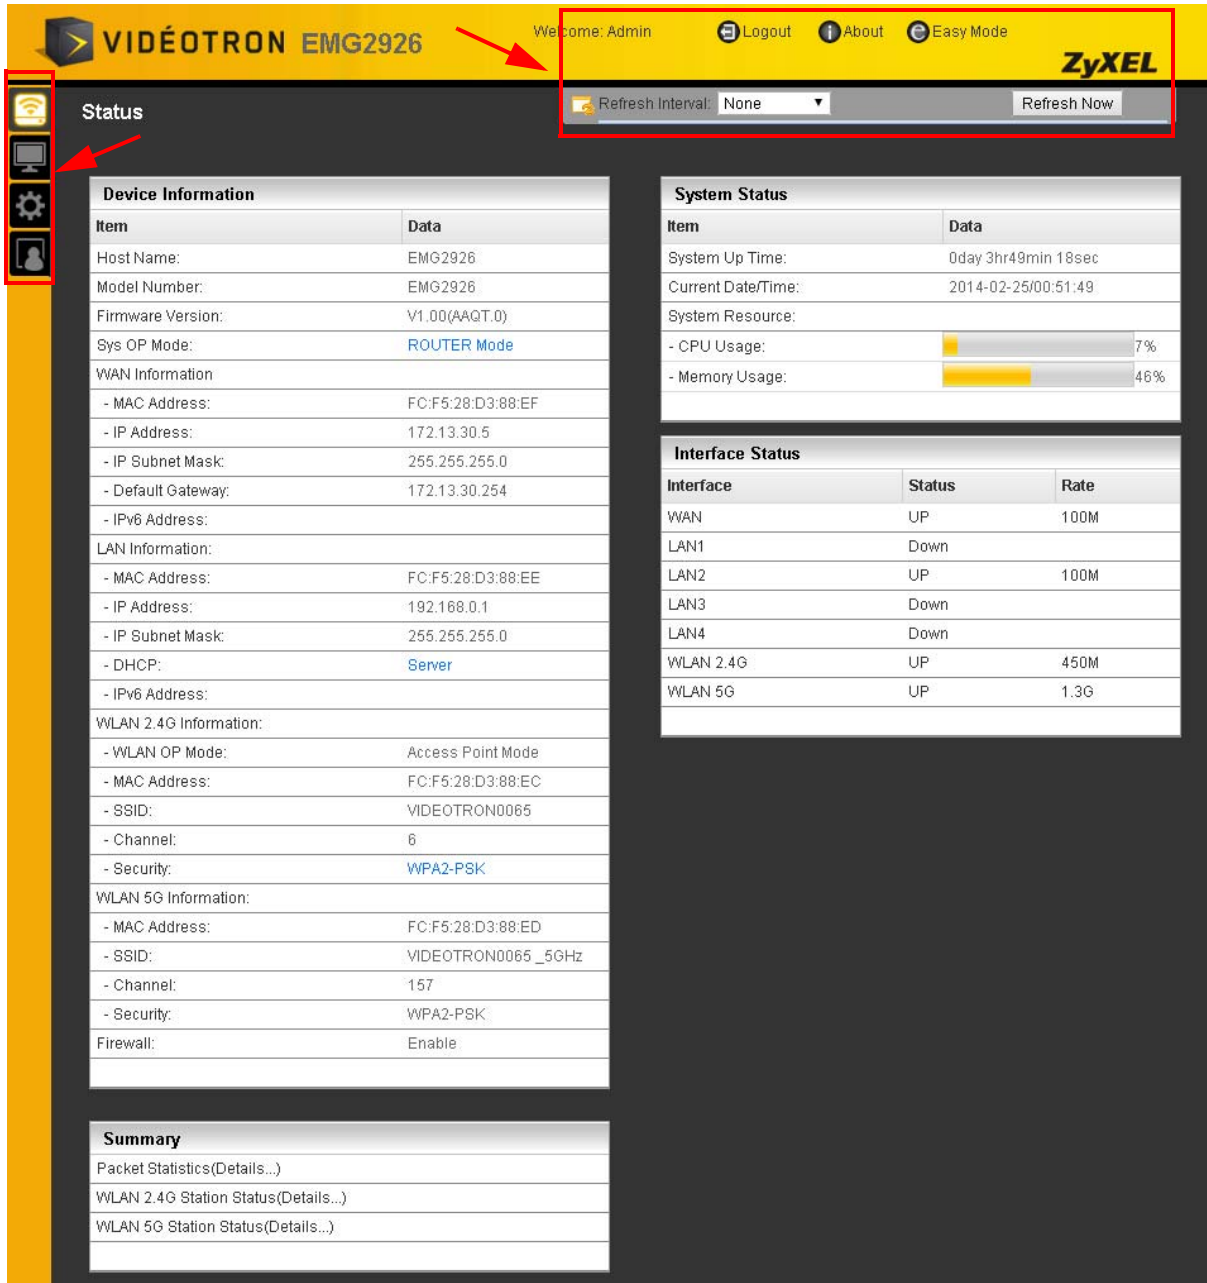 VIDÉOTRON EMG2926
Welcome: Admin Logout About Easy Mode
ZyXEL
Status
Refresh Interval: None Refresh Now
Device Information
Item Data
Host Name: EMG2926
Model Number: EMG2926
Firmware Version: V1.00(AAQT.0)
Sys OP Mode: ROUTER Mode
WAN Information
- MAC Address: FC:F5:28:D3:88:EF
- IP Address: 172.13.30.5
- IP Subnet Mask: 255.255.255.0
- Default Gateway: 172.13.30.254
- IPv6 Address:
LAN Information:
- MAC Address: FC:F5:28:D3:88:EE
- IP Address: 192.168.0.1
- IP Subnet Mask: 255.255.255.0
- DHCP: Server
- IPv6 Address:
WLAN 2.4G Information:
- WLAN OP Mode: Access Point Mode
- MAC Address: FC:F5:28:D3:88:EC
- SSID: VIDEOTRON0065
- Channel: 6
- Security: WPA2-PSK
WLAN 5G Information:
- MAC Address: FC:F5:28:D3:88:ED
- SSID: VIDEOTRON0065 _5GHz
- Channel: 157
- Security: WPA2-PSK
Firewall: Enable
Summary
Packet Statistics(Details...)
WLAN 2.4G Station Status(Details...)
WLAN 5G Station Status(Details...)
System Status
Item Data
System Up Time: 0day 3hr49min 18sec
Current Date/Time: 2014-02-25/00:51:49
System Resource:
- CPU Usage: 7%
- Memory Usage: 46%
Interface Status
Interface Status Rate
WAN UP 100M
LAN1 Down
LAN2 UP 100M
LAN3 Down
LAN4 Down
WLAN 2.4G UP 450M
WLAN 5G UP 1.3G